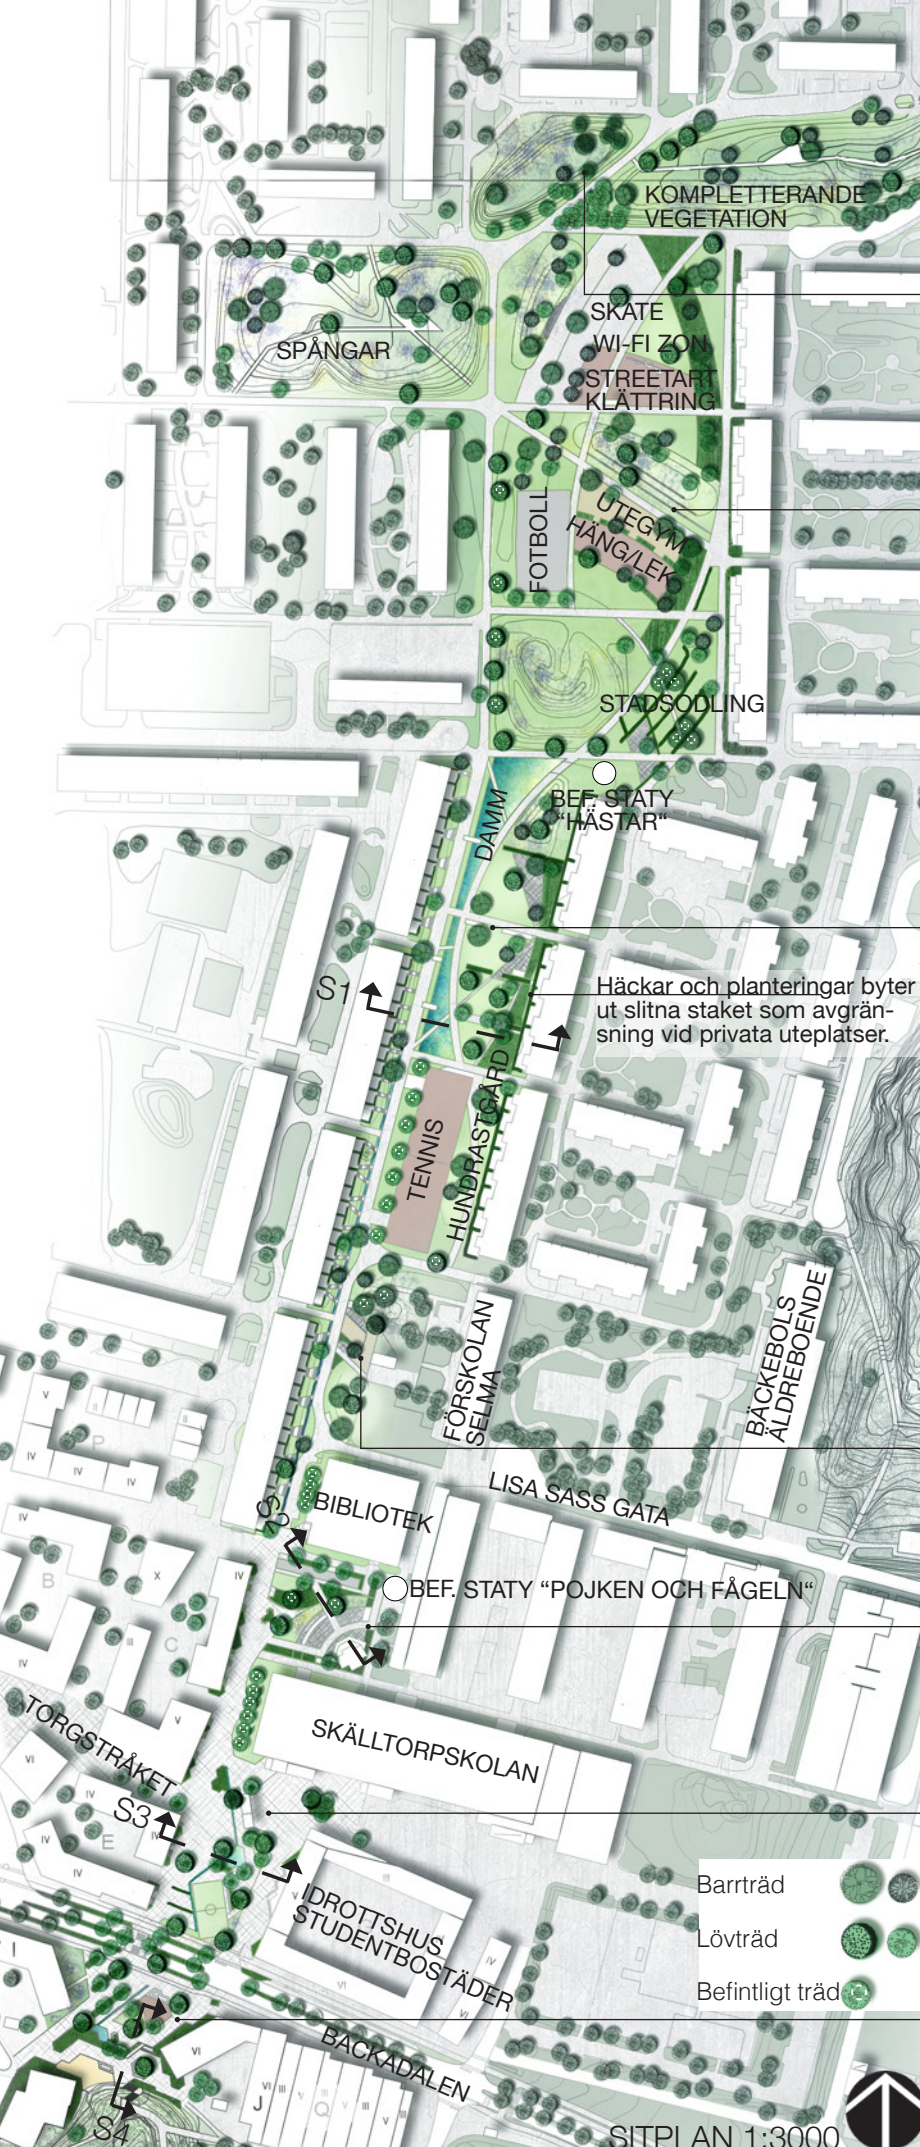 KOMPLETTERANDE
VEGETATION
SKATE
WI-FI ZON
SPÅNGAR
STREETART
KLÄTTRING
FOTBOLL
UTEGYM
HÄNG/LEK
STADSODLING
DAMM
BEF. STATY
“HÄSTAR“
S1
Häckar och planteringar byter
ut slitna staket som avgrän-
sning vid privata uteplatser.
TENNIS
HUNDRASTGÅRD
FÖRSKOLAN
SELMA
BÄCKEBOLS
ÄLDREBOENDE
LISA SASS GATA
S2
BIBLIOTEK
BEF. STATY “POJKEN OCH FÅGELN“
P
B
C
X
TORGSTRÅKET
SKÄLLTORPSKOLAN
S3
E
IDROTTSHUS
STUDENTBOSTÄDER
Barrträd
Lövträd
Befintligt träd
BACKADALEN
J
Q
S4
SITPLAN 1:3000